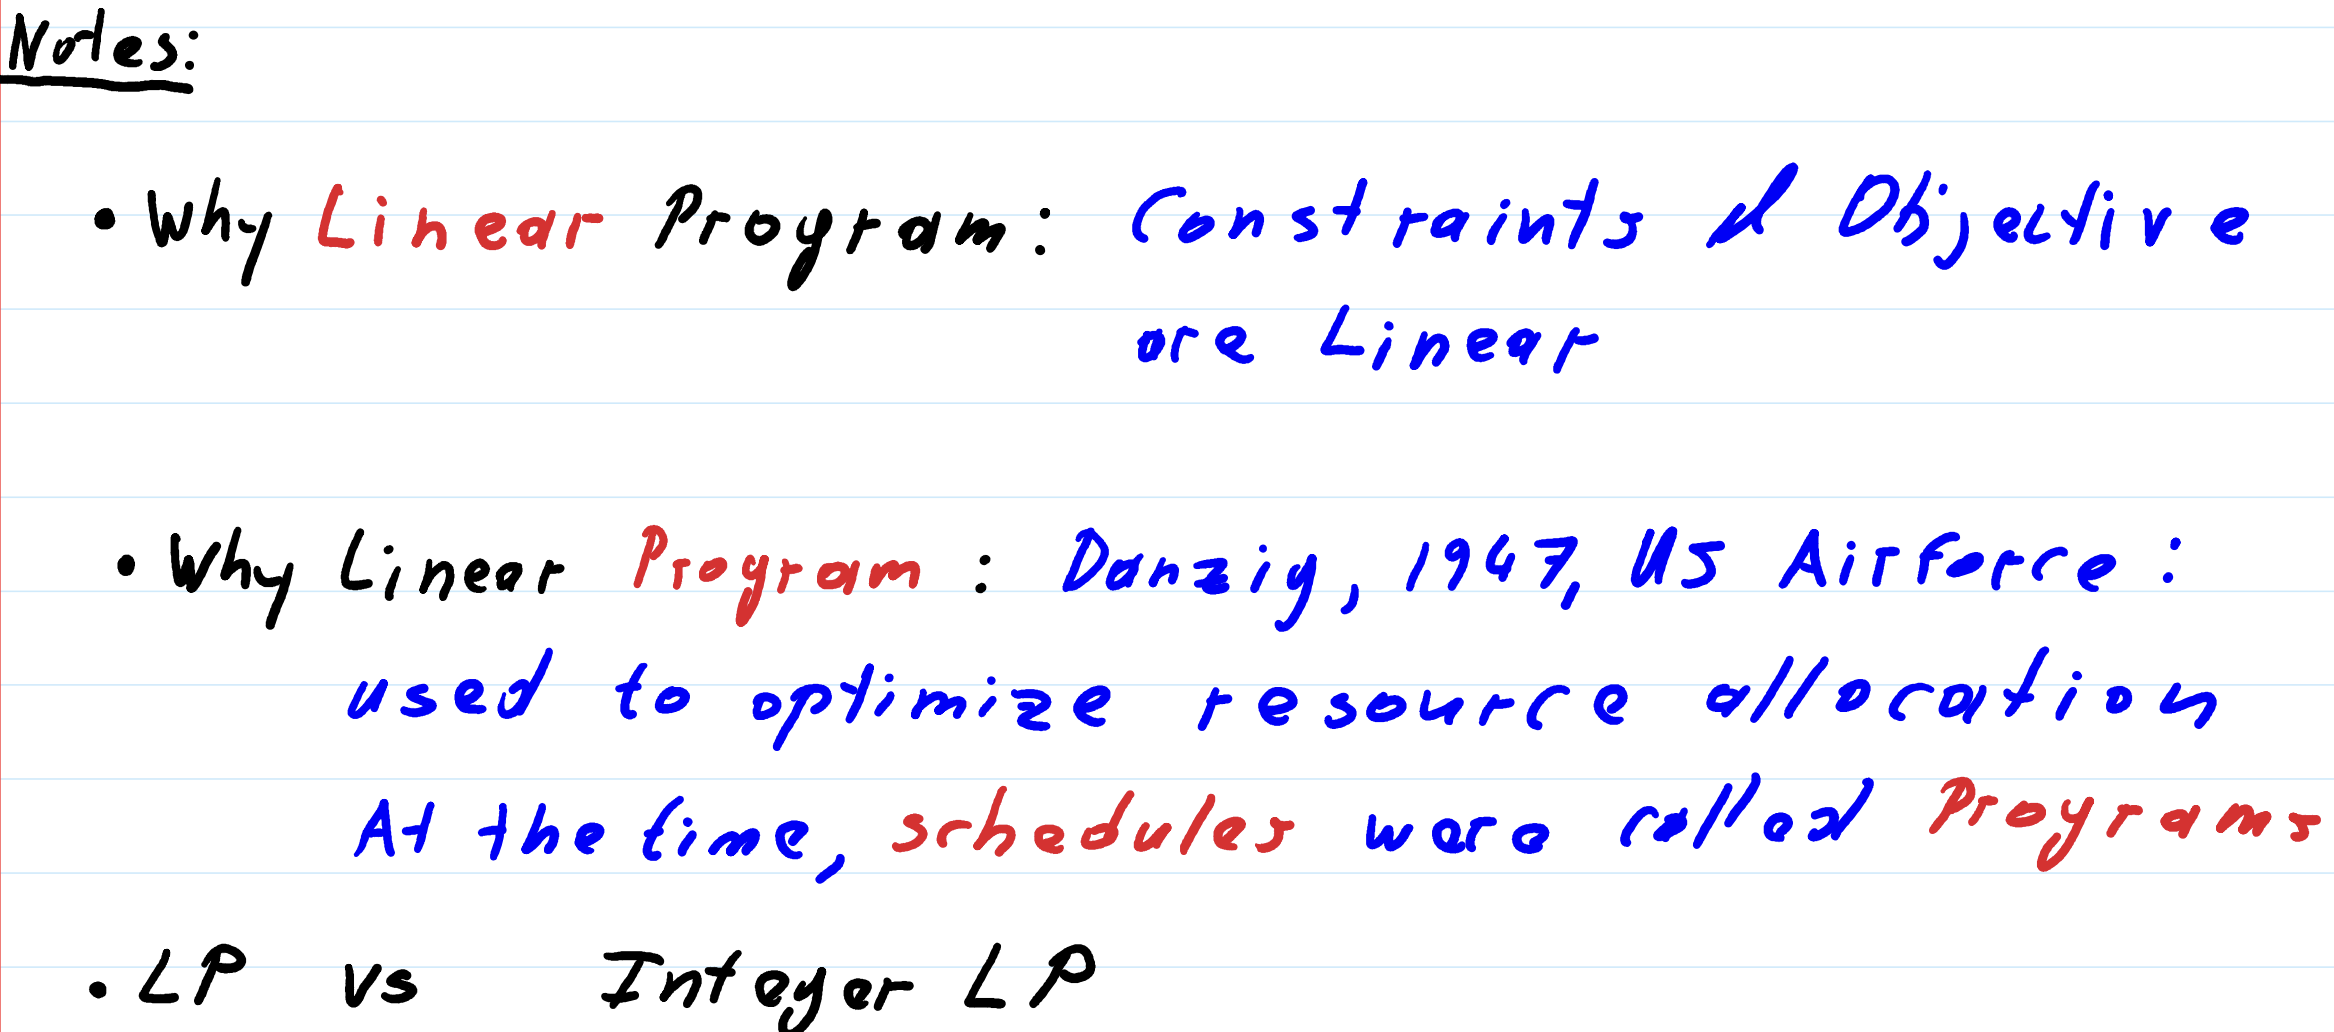 Notes:
• Why Linear Program: Constraints & Objective
are Linear
• Why Linear Program : Danzig, 1947, US Airforce :
used to optimize resource allocation
At the time, schedules were called Programs
• LP vs Integer LP